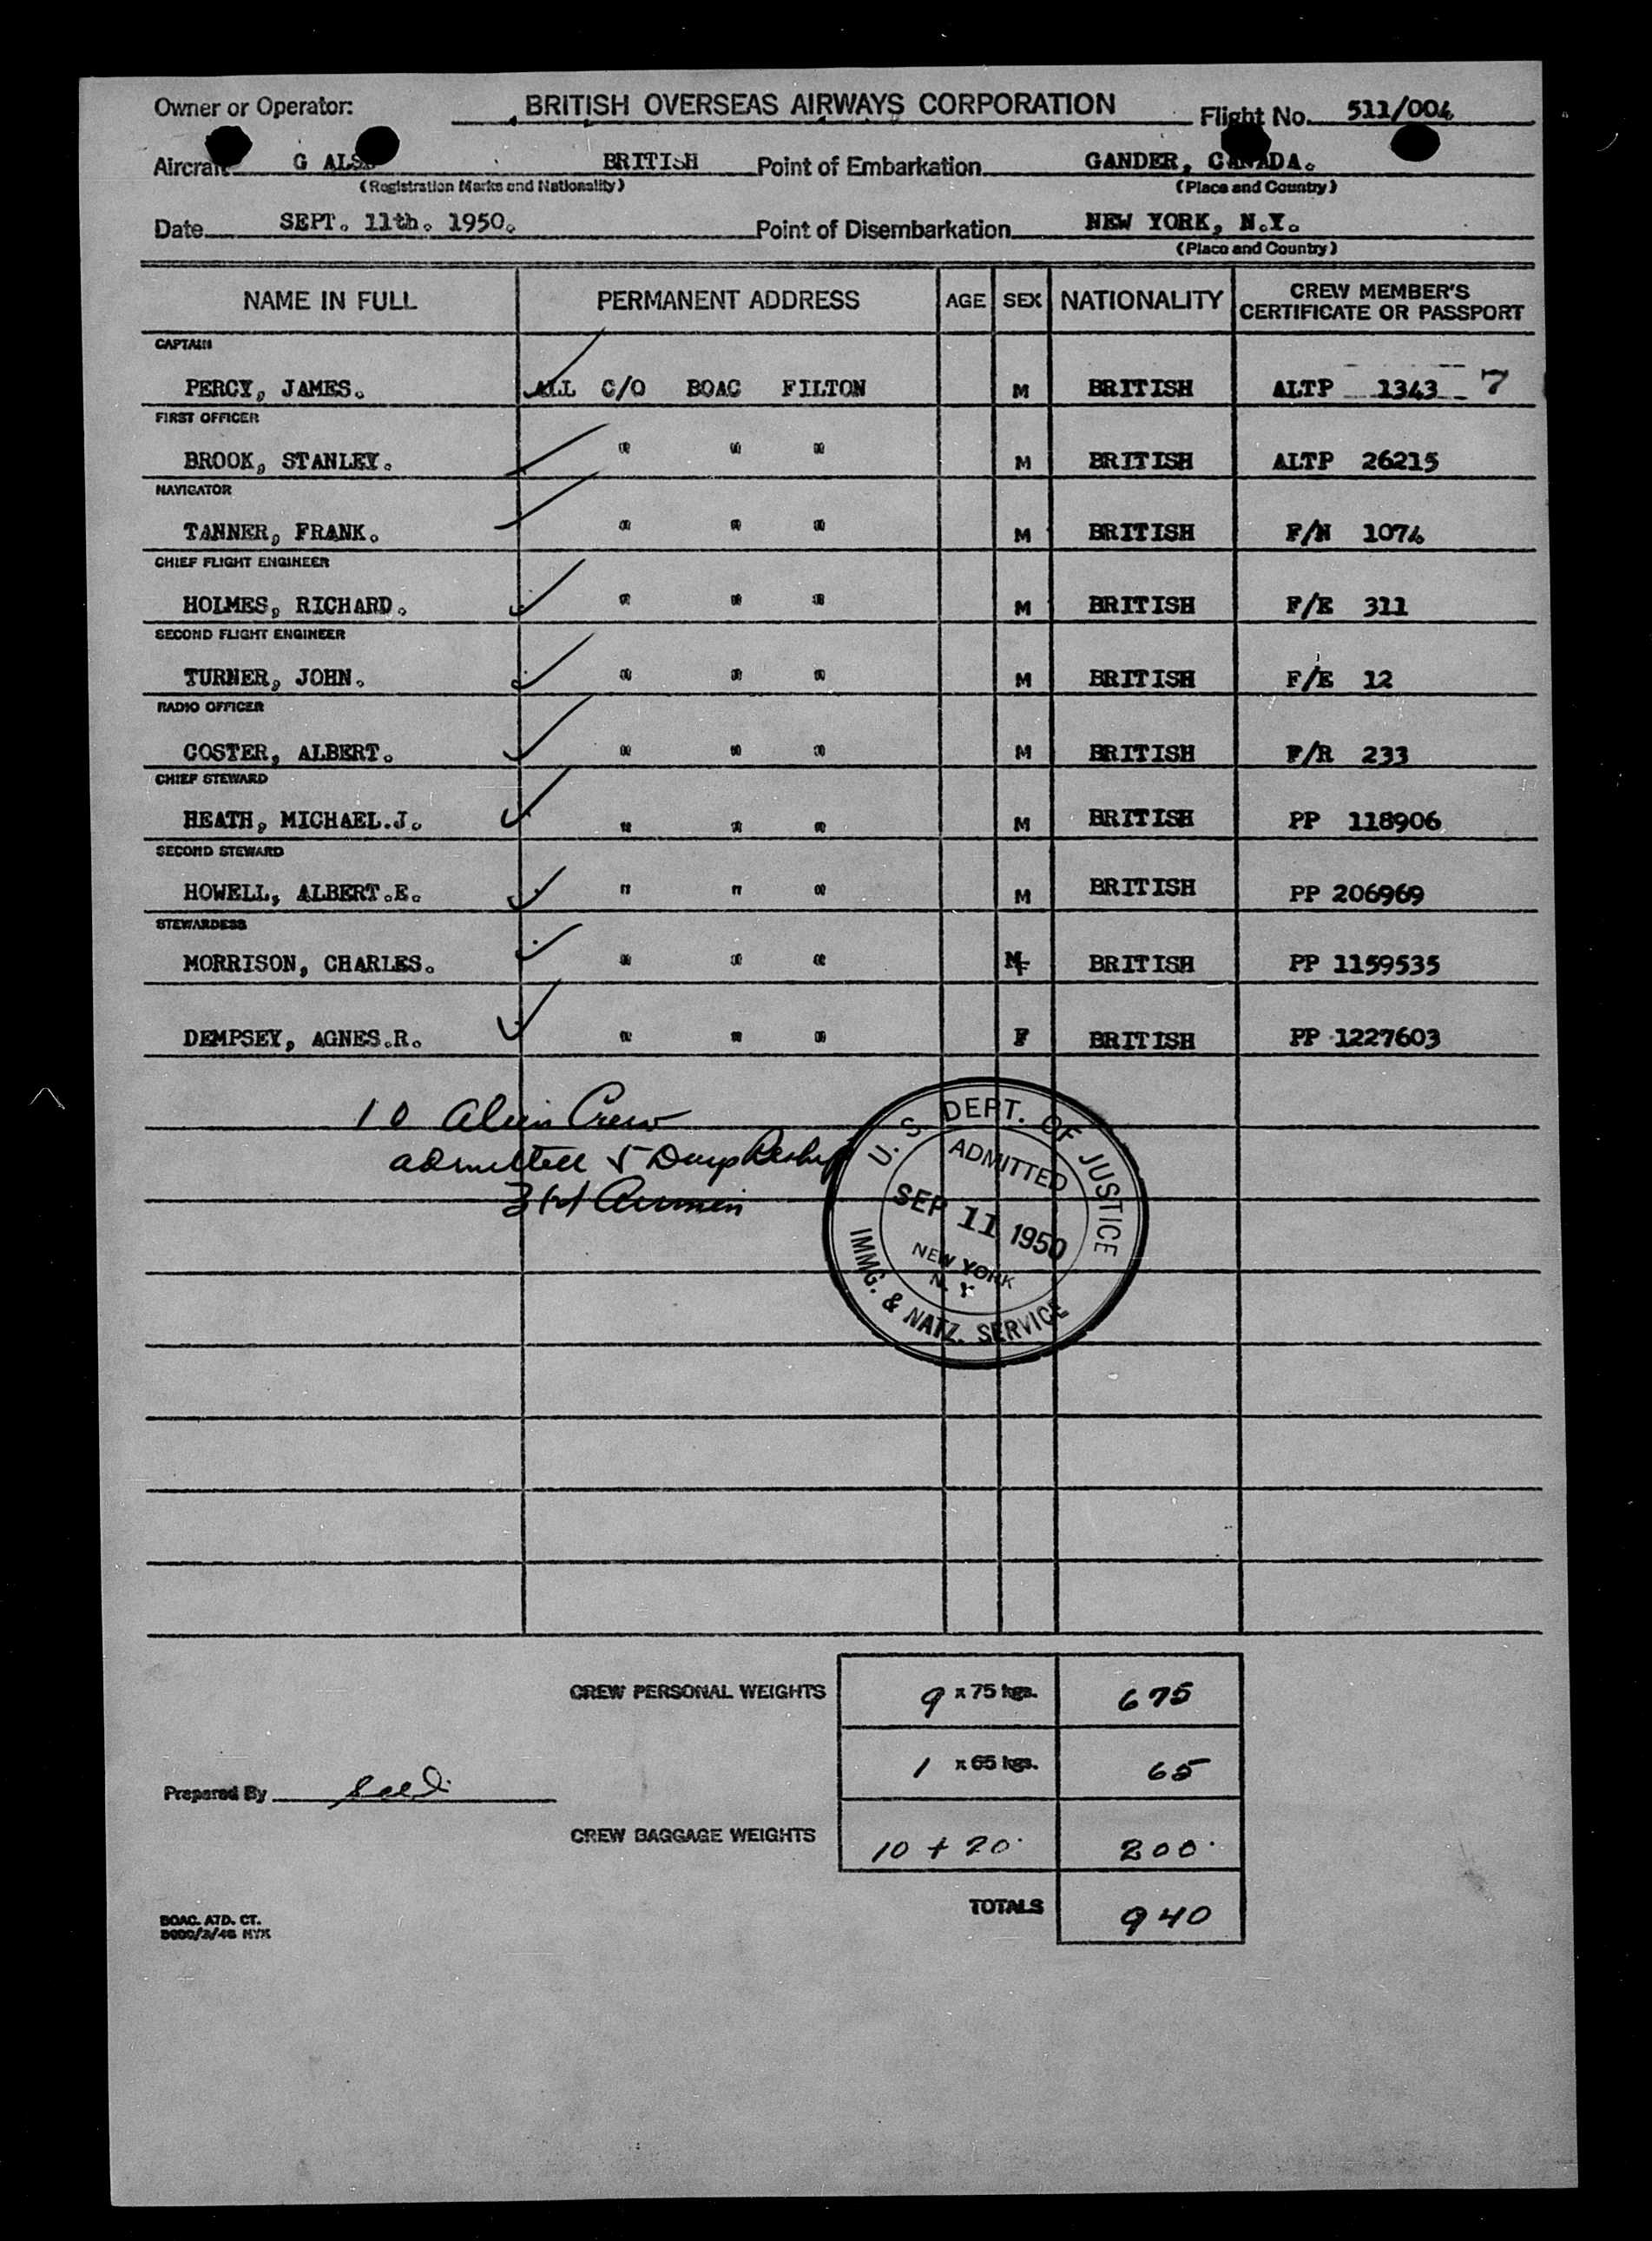 Owner or Operator: BRITISH OVERSEAS AIRWAYS CORPORATION Flight No. 511/004
Aircraft G ALS BRITISH Point of Embarkation GANDER, CANADA.
(Registration Marks and Nationality) (Place and Country)
Date SEPT. 11th. 1950. Point of Disembarkation NEW YORK, N.Y.
(Place and Country)
NAME IN FULL PERMANENT ADDRESS AGE SEX NATIONALITY CREW MEMBER'S CERTIFICATE OR PASSPORT
CAPTAIN
PERCY, JAMES. ALL C/O BOAC FILTON M BRITISH ALTP 1343 7
FIRST OFFICER
BROOK, STANLEY. " " " M BRITISH ALTP 26215
NAVIGATOR
TANNER, FRANK. " " " M BRITISH F/N 1074
CHIEF FLIGHT ENGINEER
HOLMES, RICHARD. " " " M BRITISH F/E 311
SECOND FLIGHT ENGINEER
TURNER, JOHN. " " " M BRITISH F/E 12
RADIO OFFICER
COSTER, ALBERT. " " " M BRITISH F/R 233
CHIEF STEWARD
HEATH, MICHAEL.J. " " " M BRITISH PP 118906
SECOND STEWARD
HOWELL, ALBERT.E. " " " M BRITISH PP 206969
STEWARDESS
MORRISON, CHARLES. " " " M BRITISH PP 1159535
DEMPSEY, AGNES.R. " " " F BRITISH PP 1227603
10 Alien Crew
admitted
U. S. DEPT. OF JUSTICE
ADMITTED
SEP 11 1950
NEW YORK
N. Y.
IMMG. & NATZ. SERVICE
CREW PERSONAL WEIGHTS 9 x 75 kgs. 675
1 x 65 kgs. 65
Prepared By
CREW BAGGAGE WEIGHTS 10 + 20 200
TOTALS 940
BOAC. ATD. CT.
NYK